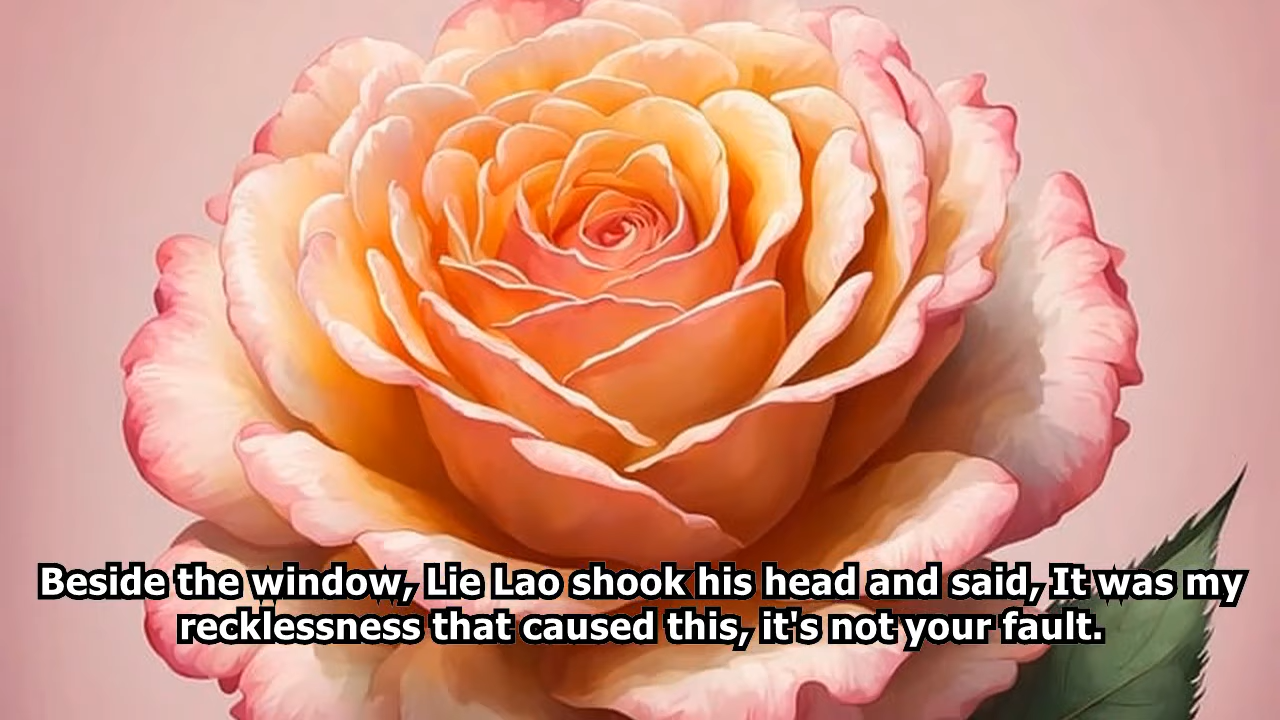 Beside the window, Lie Lao shook his head and said, It was my
recklessness that caused this, it's not your fault.